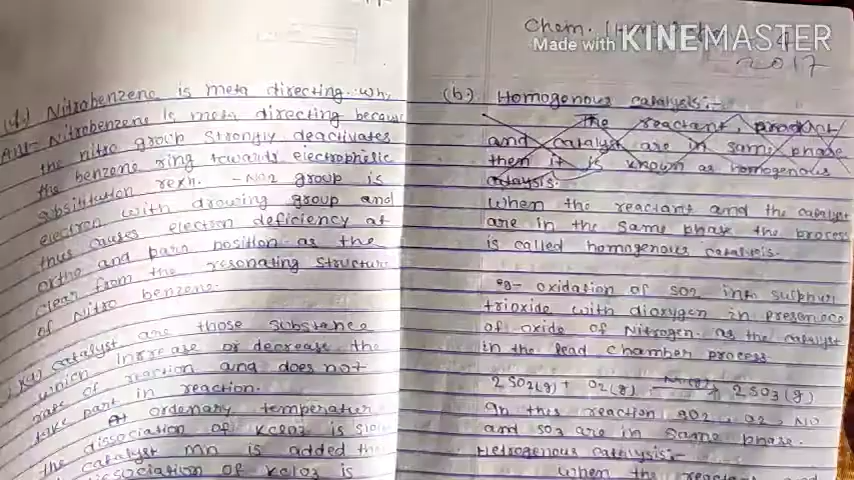 (d) Nitrobenzene is meta directing. Why
Ans- Nitrobenzene is meta directing because
the nitro group strongly deactivates
the benzene ring towards electrophilic
substitution rexn. -NO2 group is
electron with drowing group and
thus causes electron deficiency at
ortho and para position as the
clear from the resonating structure
of Nitro benzene.
(a) Catalyst are those substance
which increase or decrease the
rate of reaction and does not
take part in reaction.
At ordenary temperatur
the dissociation of KClO3 is slow
the catalyst Mn is added the
dissociation of KClO3 is
Chem.
Made with KINEMASTER
2017
(b) Homogenous catalysis:-
The reactant, product
and catalyst are in same phase
then it is known as homogenous
catalysis.
When the reactant and the catalyst
are in the same phase the process
is called homogenous catalysis.
eg- oxidation of SO2 into sulphur
trioxide with dioxygen in presence
of oxide of Nitrogen as the catalyst
in the lead chamber process
2SO2(g) + O2(g) 2SO3(g)
In this reaction SO2, O2, NO
and SO3 are in same phase.
Hetrogenous catalysis:-
When the reactant and